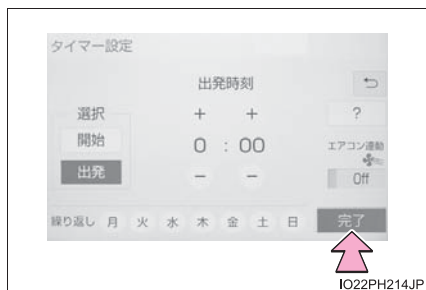 タイマー設定
出発時刻
選択
+ +
?
開始
0 : 00
エアコン連動
出発
- -
Off
繰り返し 月 火 水 木 金 土 日
完了
IO22PH214JP